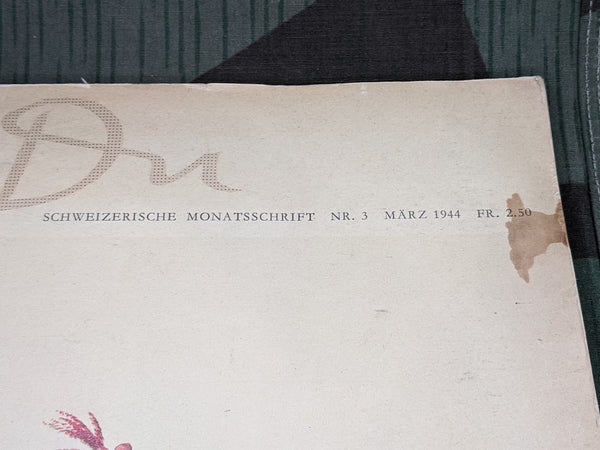 Du
SCHWEIZERISCHE MONATSSCHRIFT NR. 3 MÄRZ 1944 FR. 2.50